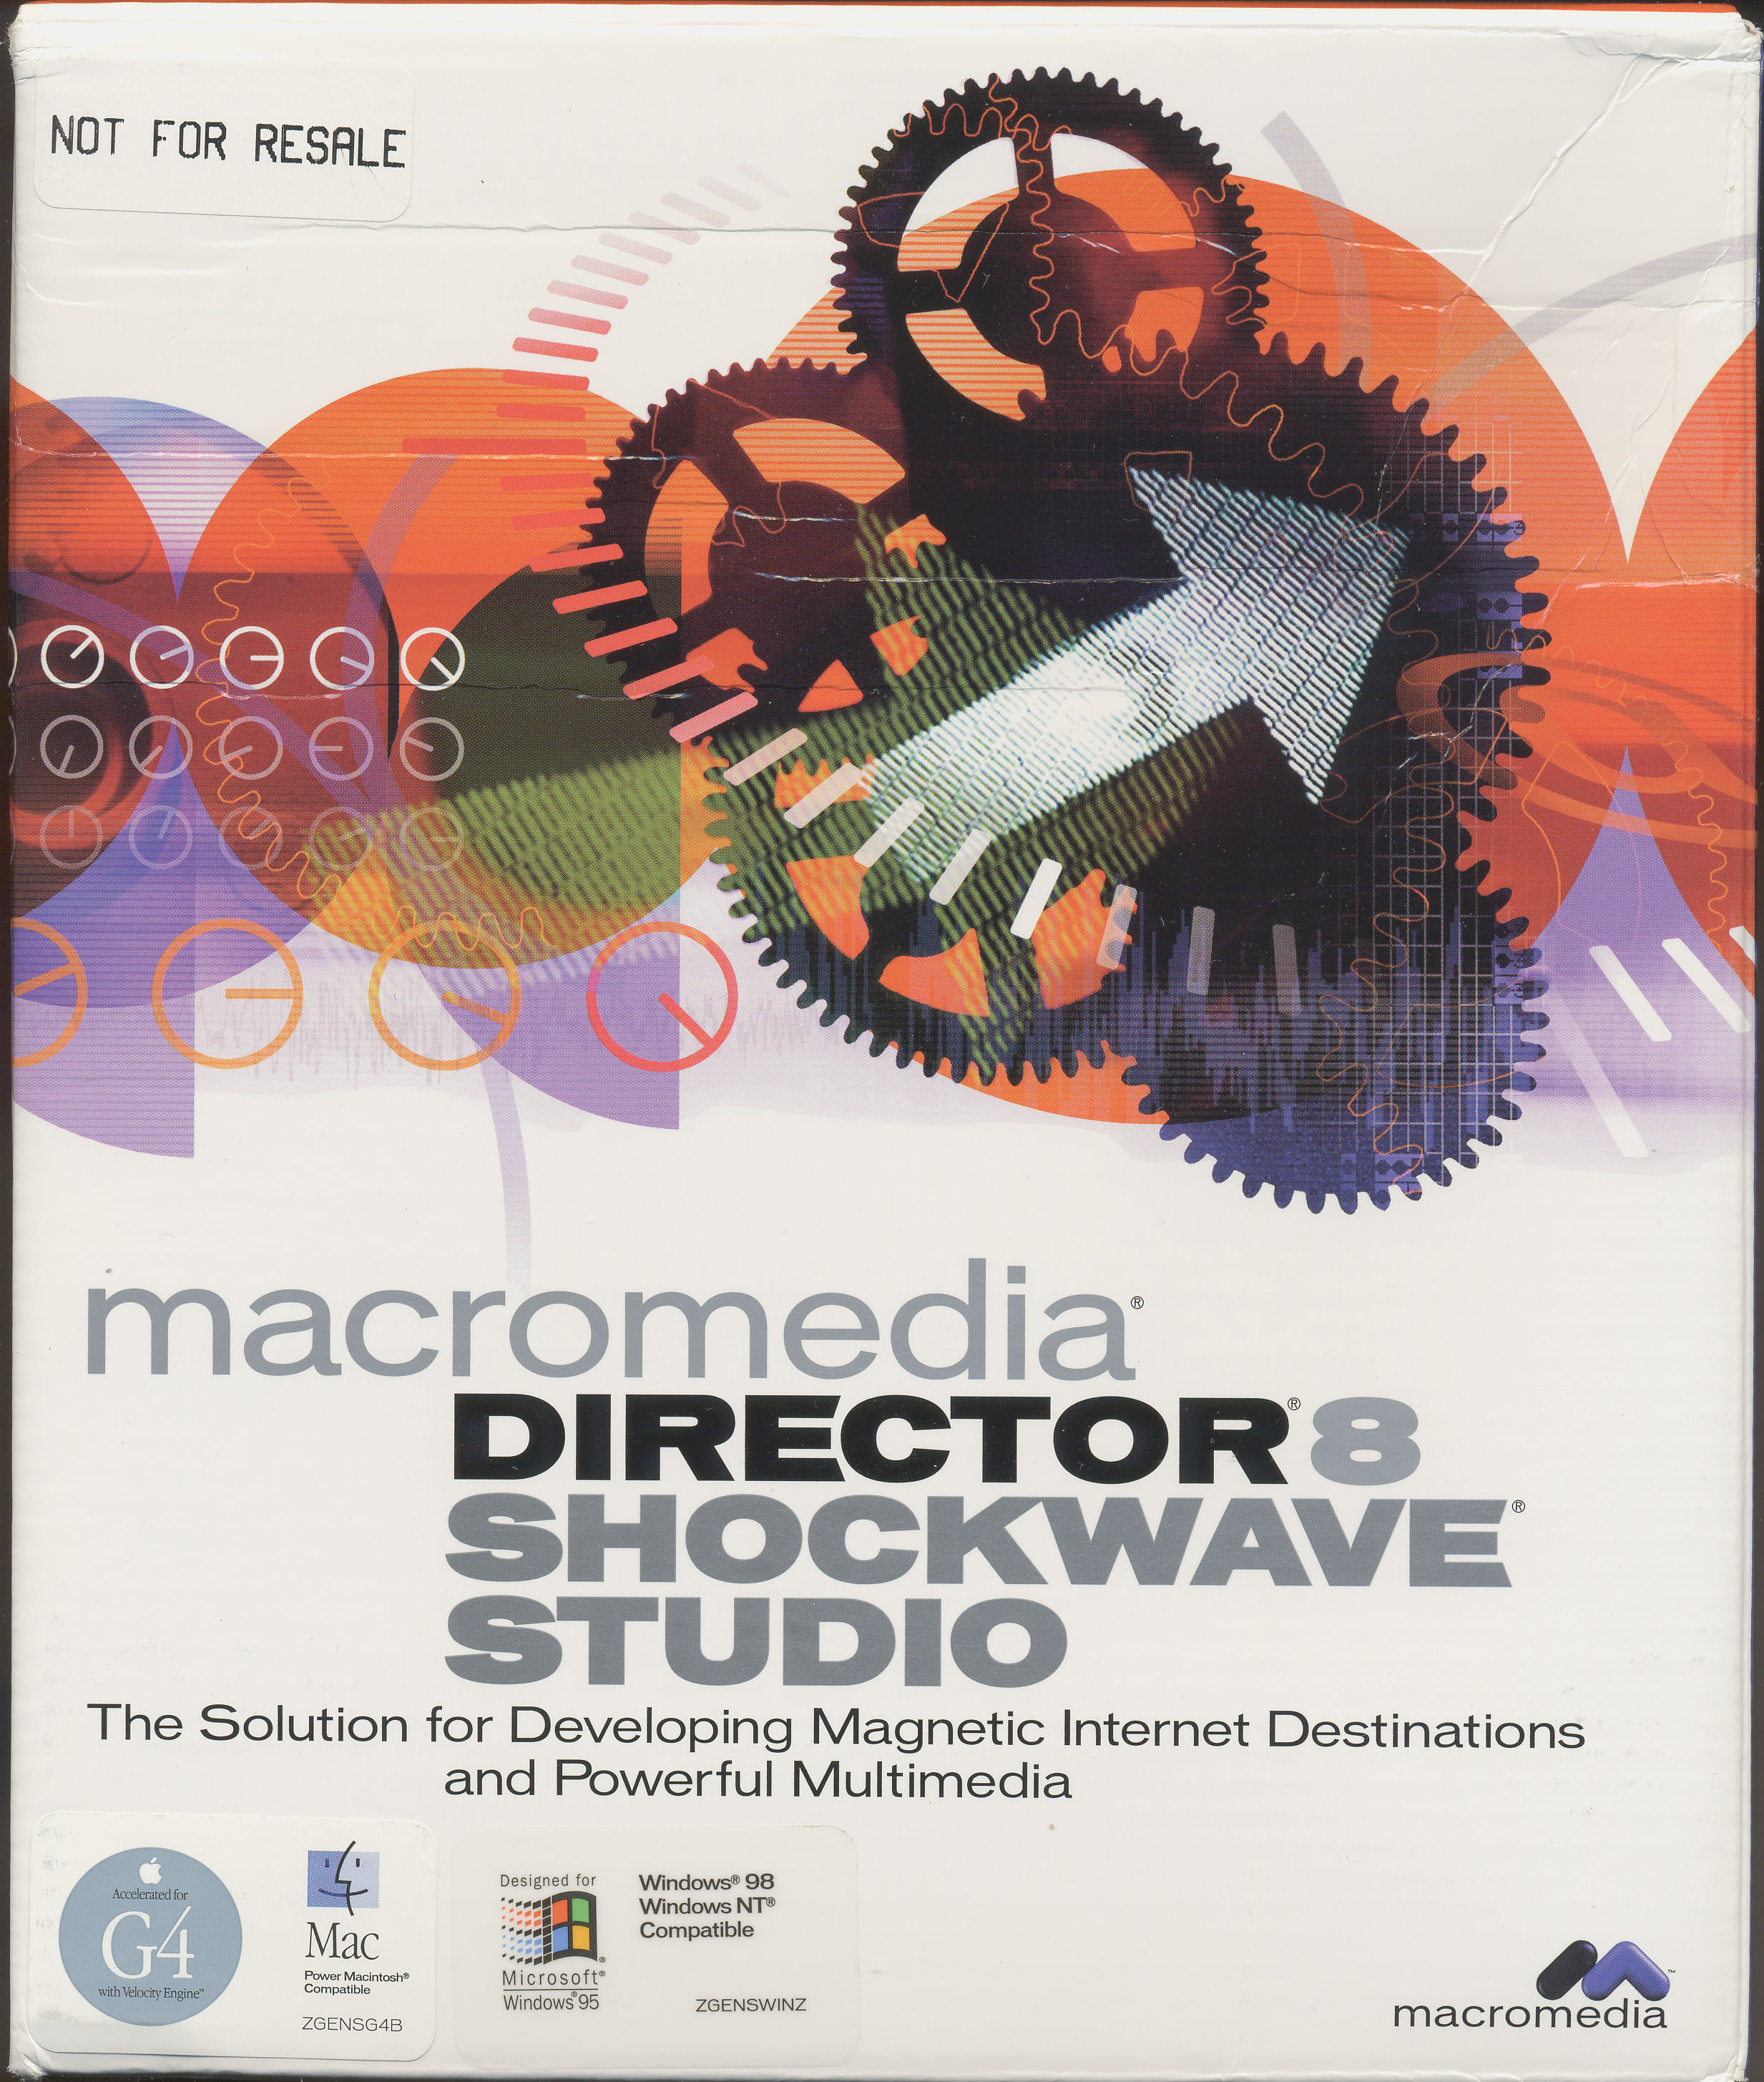 NOT FOR RESALE
macromedia®
DIRECTOR® 8
SHOCKWAVE®
STUDIO
The Solution for Developing Magnetic Internet Destinations
and Powerful Multimedia
Accelerated for
G4
with Velocity Engine™
Mac
Power Macintosh®
Compatible
ZGENSG4B
Designed for
Microsoft®
Windows®95
Windows® 98
Windows NT®
Compatible
ZGENSWINZ
macromedia™